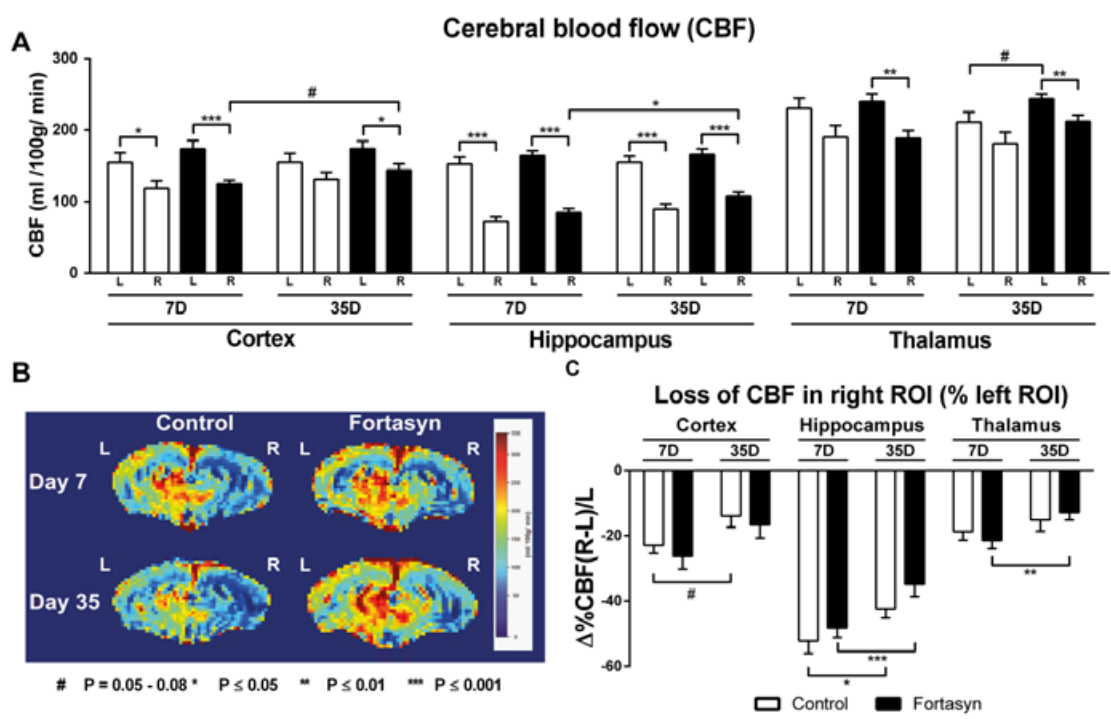 Cerebral blood flow (CBF)
A
CBF (ml /100g/ min)
300
200
100
0
* *** # * *** *** * *** *** ** # **
L R L R L R L R L R L R L R L R L R L R L R L R
7D 35D 7D 35D 7D 35D
Cortex Hippocampus Thalamus
B
Control Fortasyn
L R L R
Day 7
L R L R
Day 35
# P = 0.05 - 0.08 * P ≤ 0.05 ** P ≤ 0.01 *** P ≤ 0.001
C
Loss of CBF in right ROI (% left ROI)
Cortex Hippocampus Thalamus
7D 35D 7D 35D 7D 35D
Δ%CBF(R-L)/L
0
-20
-40
-60
# * *** **
Control Fortasyn